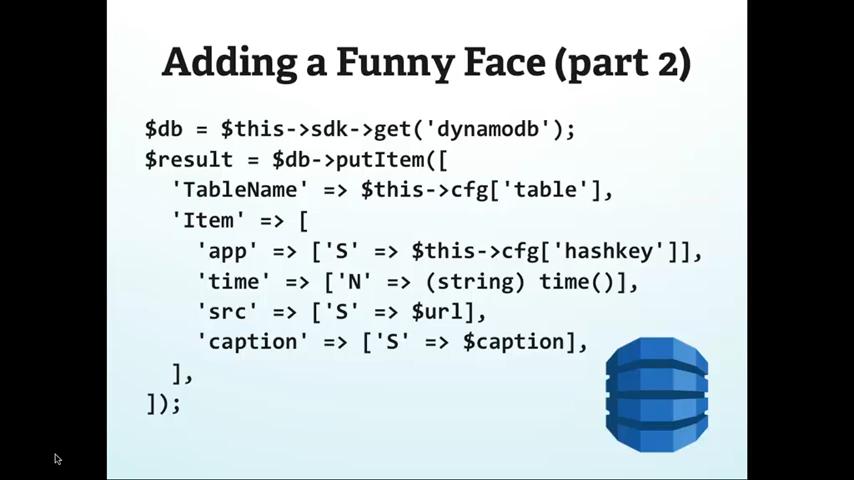 Adding a Funny Face (part 2)
$db = $this->sdk->get('dynamodb');
$result = $db->putItem([
'TableName' => $this->cfg['table'],
'Item' => [
'app' => ['S' => $this->cfg['hashkey']],
'time' => ['N' => (string) time()],
'src' => ['S' => $url],
'caption' => ['S' => $caption],
],
]);